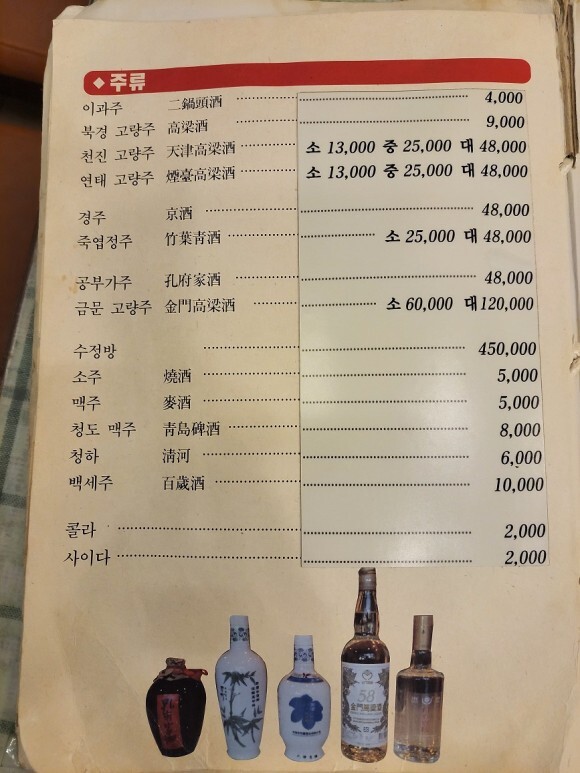 ◆ 주류
이과주 二鍋頭酒 4,000
북경 고량주 高梁酒 9,000
천진 고량주 天津高梁酒 소 13,000 중 25,000 대 48,000
연태 고량주 煙臺高梁酒 소 13,000 중 25,000 대 48,000
경주 京酒 48,000
죽엽정주 竹葉靑酒 소 25,000 대 48,000
공부가주 孔府家酒 48,000
금문 고량주 金門高梁酒 소 60,000 대 120,000
수정방 450,000
소주 燒酒 5,000
맥주 麥酒 5,000
청도 맥주 靑島碑酒 8,000
청하 淸河 6,000
백세주 百歲酒 10,000
콜라 2,000
사이다 2,000
58
金門高粱酒